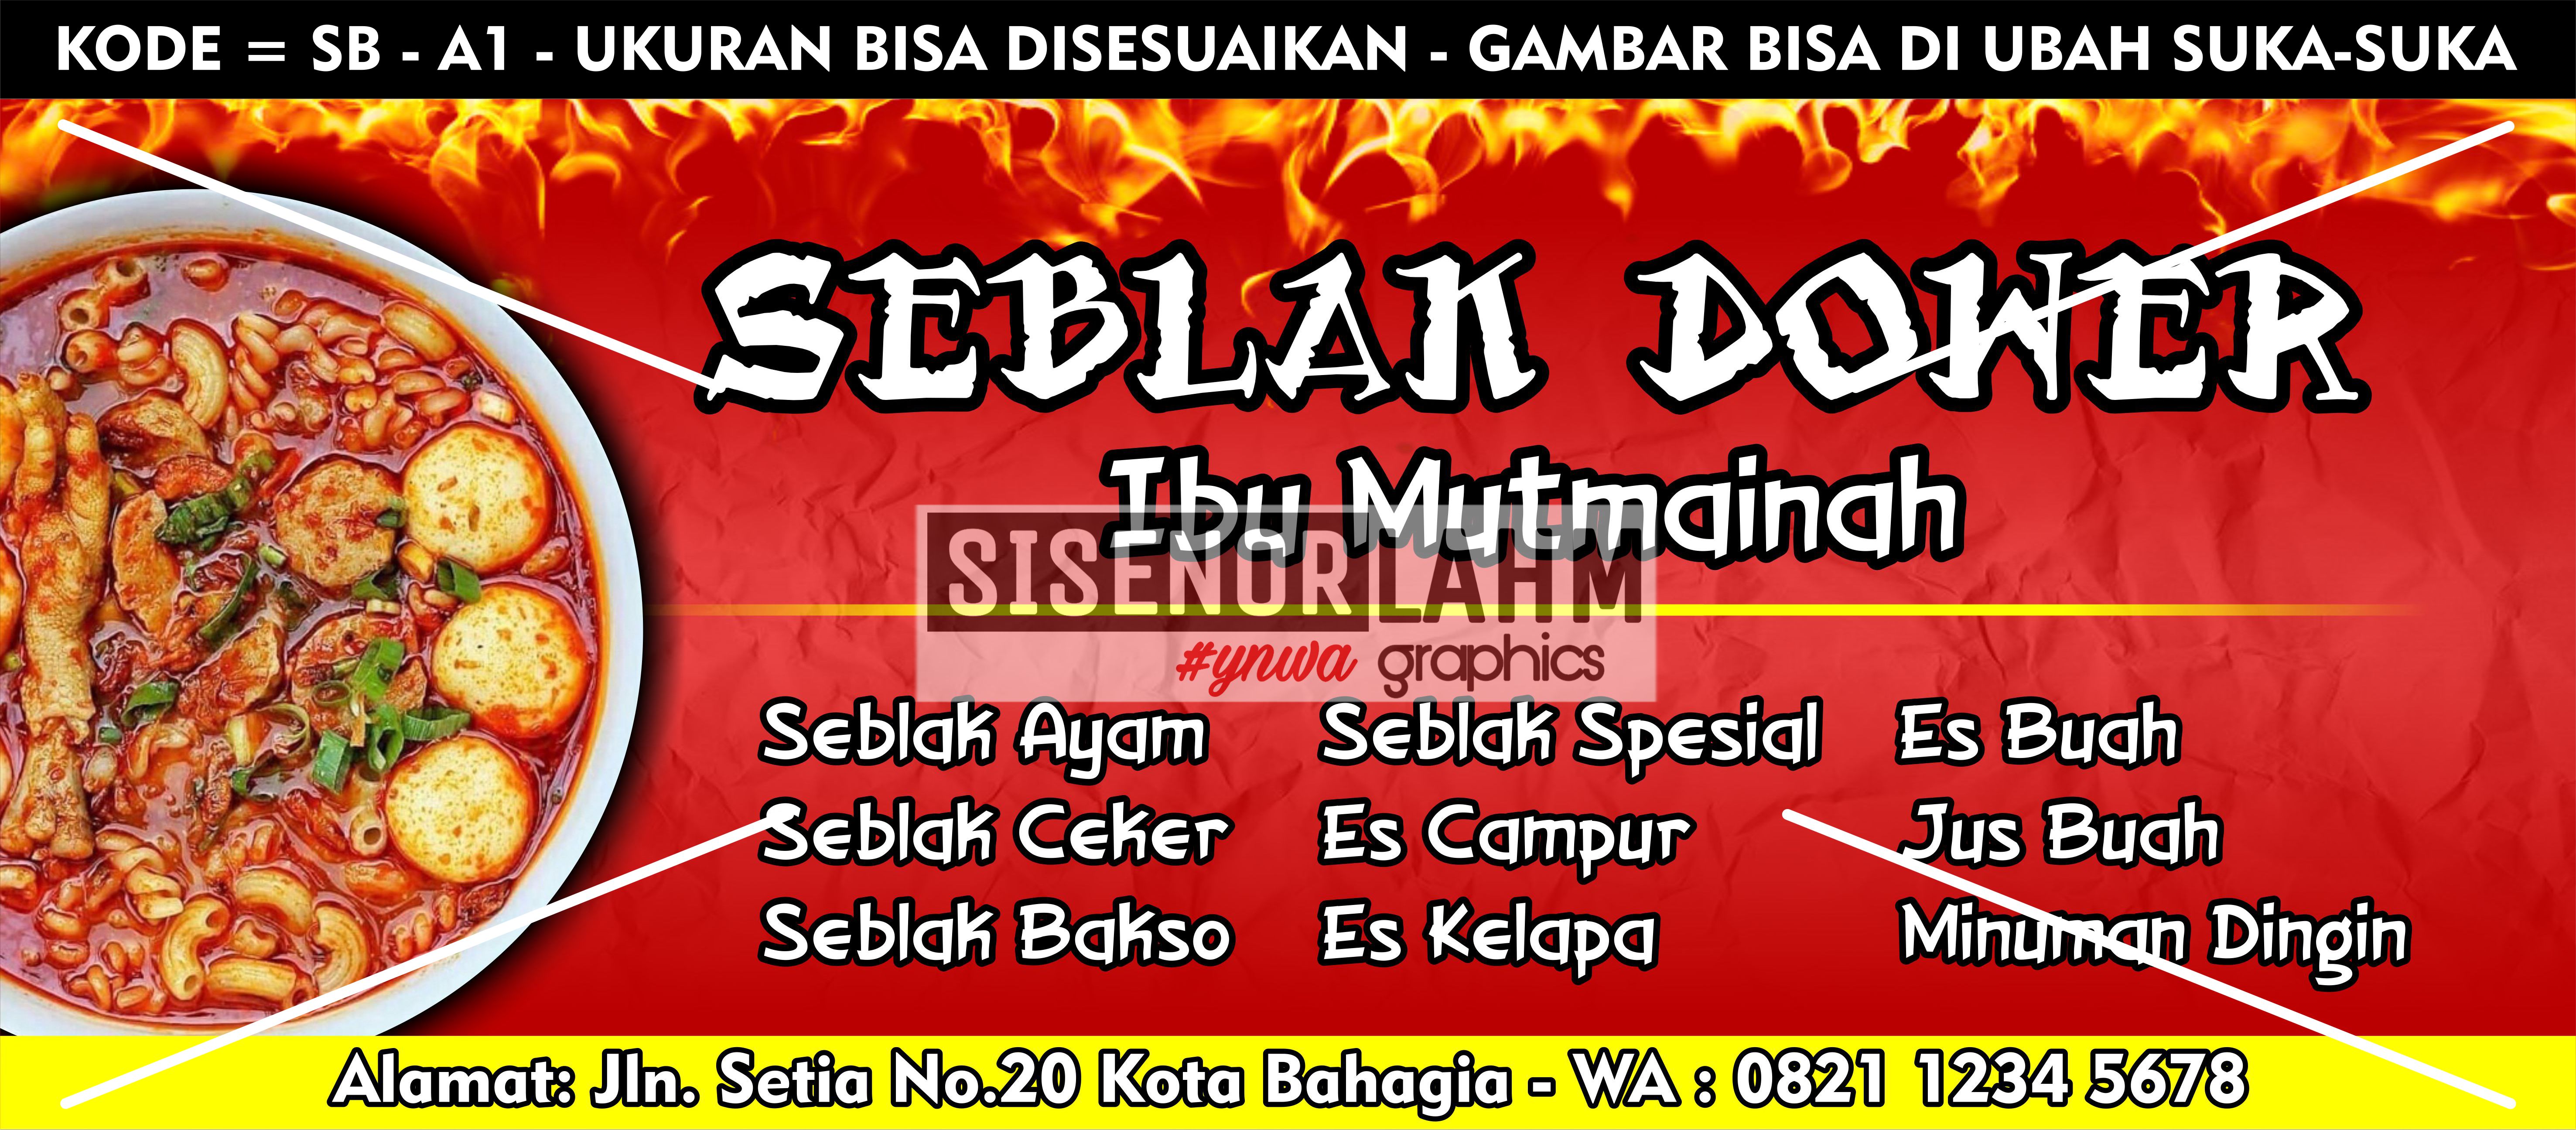 KODE = SB - A1 - UKURAN BISA DISESUAIKAN - GAMBAR BISA DI UBAH SUKA-SUKA
SEBLAK DOWER
Ibu Mutmainah
SISENORLAHM
#ynwa graphics
Seblak Ayam
Seblak Ceker
Seblak Bakso
Seblak Spesial
Es Campur
Es Kelapa
Es Buah
Jus Buah
Minuman Dingin
Alamat: Jln. Setia No.20 Kota Bahagia - WA : 0821 1234 5678